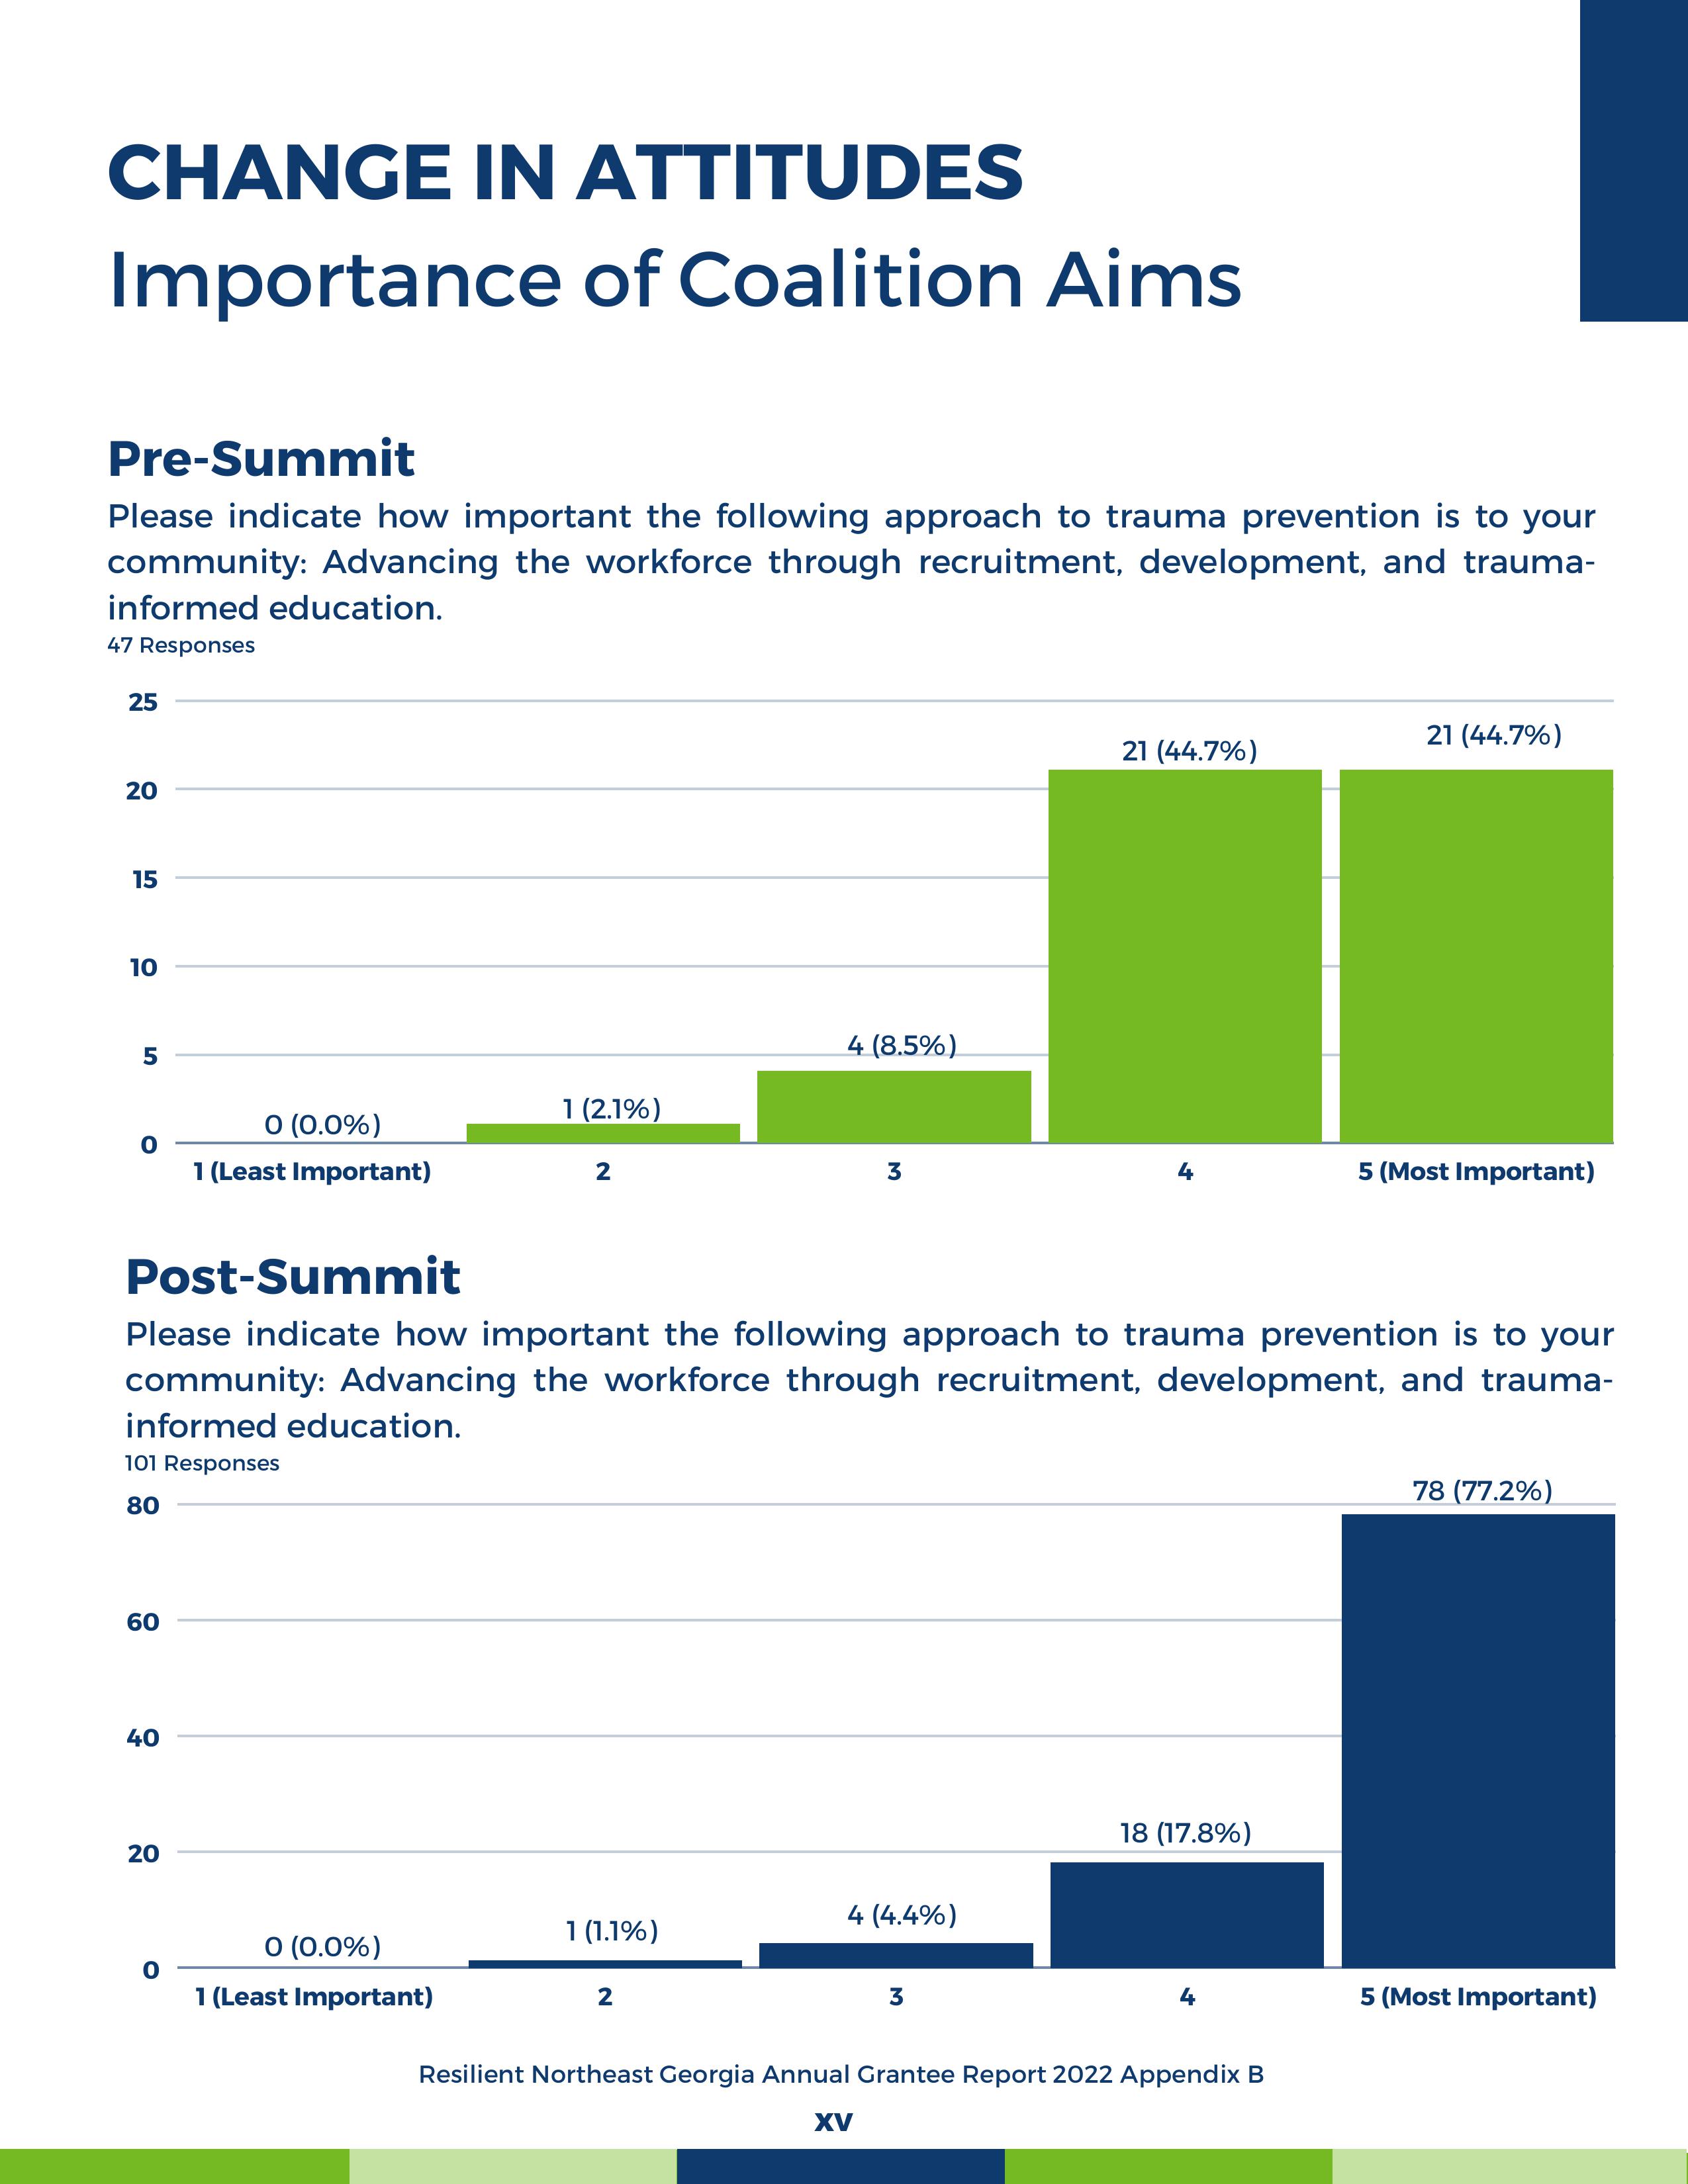 CHANGE IN ATTITUDES
Importance of Coalition Aims
Pre-Summit
Please indicate how important the following approach to trauma prevention is to your
community: Advancing the workforce through recruitment, development, and trauma-
informed education.
47 Responses
25
20
15
10
5
0
0 (0.0%)
1 (2.1%)
4 (8.5%)
21 (44.7%)
21 (44.7%)
1 (Least Important)
2
3
4
5 (Most Important)
Post-Summit
Please indicate how important the following approach to trauma prevention is to your
community: Advancing the workforce through recruitment, development, and trauma-
informed education.
101 Responses
80
60
40
20
0
0 (0.0%)
1 (1.1%)
4 (4.4%)
18 (17.8%)
78 (77.2%)
1 (Least Important)
2
3
4
5 (Most Important)
Resilient Northeast Georgia Annual Grantee Report 2022 Appendix B
xv